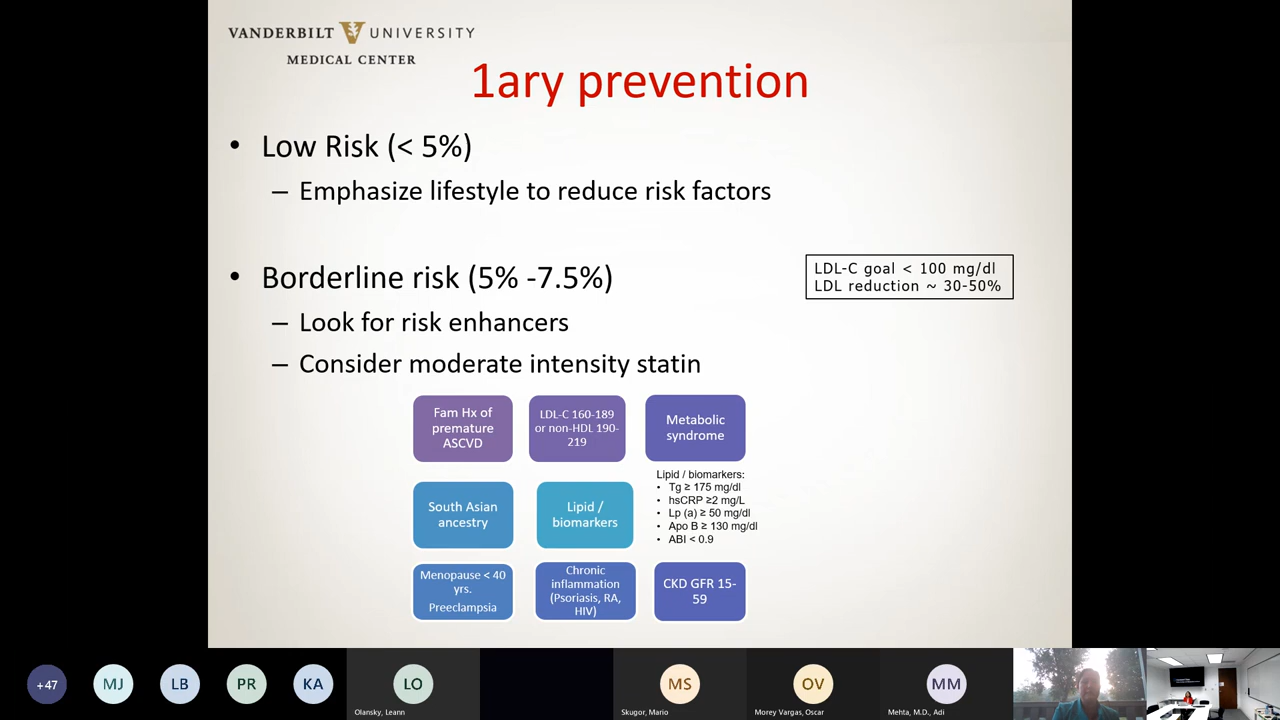 VANDERBILT V UNIVERSITY
MEDICAL CENTER
1ary prevention
• Low Risk (< 5%)
– Emphasize lifestyle to reduce risk factors
• Borderline risk (5% -7.5%)
LDL-C goal < 100 mg/dl
LDL reduction ~ 30-50%
– Look for risk enhancers
– Consider moderate intensity statin
Fam Hx of
premature
ASCVD
LDL-C 160-189
or non-HDL 190-
219
Metabolic
syndrome
South Asian
ancestry
Lipid /
biomarkers
Lipid / biomarkers:
• Tg ≥ 175 mg/dl
• hsCRP ≥2 mg/L
• Lp (a) ≥ 50 mg/dl
• Apo B ≥ 130 mg/dl
• ABI < 0.9
Menopause < 40
yrs.
Preeclampsia
Chronic
inflammation
(Psoriasis, RA,
HIV)
CKD GFR 15-
59
+47
MJ
LB
PR
KA
LO
Olansky, Leann
MS
Skugor, Mario
OV
Morey Vargas, Oscar
MM
Mehta, M.D., Adi